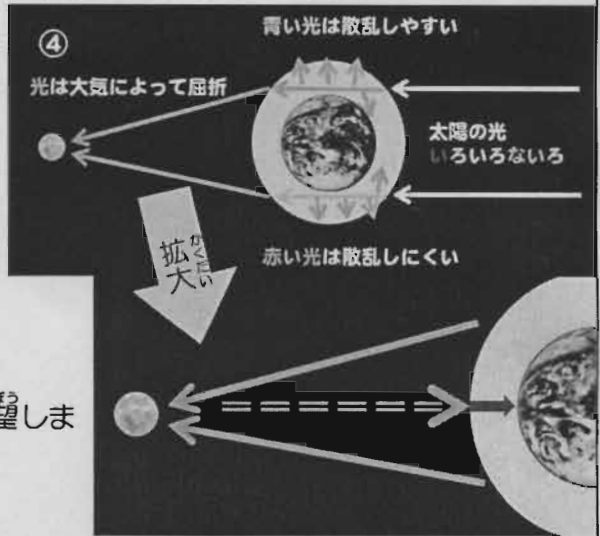 ④
青い光は散乱しやすい
光は大気によって屈折
太陽の光
いろいろないろ
赤い光は散乱しにくい
拡大
かくだい
望しま
ぼう